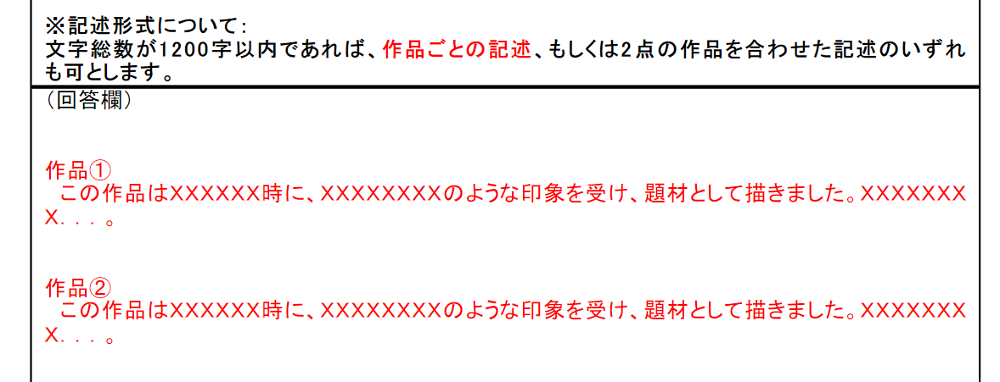 ※記述形式について：
文字総数が1200字以内であれば、作品ごとの記述、もしくは2点の作品を合わせた記述のいずれ
も可とします。
（回答欄）
作品①
　この作品はXXXXXX時に、XXXXXXXXのような印象を受け、題材として描きました。XXXXXXX
X．．．。
作品②
　この作品はXXXXXX時に、XXXXXXXXのような印象を受け、題材として描きました。XXXXXXX
X．．．。